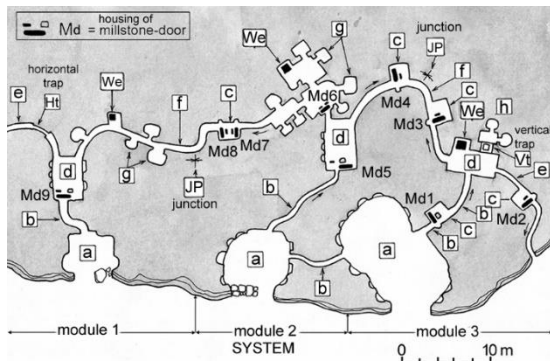 housing of
Md = millstone-door
horizontal
trap
e
Ht
We
f
c
g
We
c
junction
JP
f
c
Md6
Md4
Md3
We
h
vertical
trap
Vt
d
Md8
Md7
JP
junction
g
d
Md9
b
d
Md5
b
e
Md1
c
b
c
b
Md2
a
a
a
b
module 1
module 2
module 3
SYSTEM
0
10 m